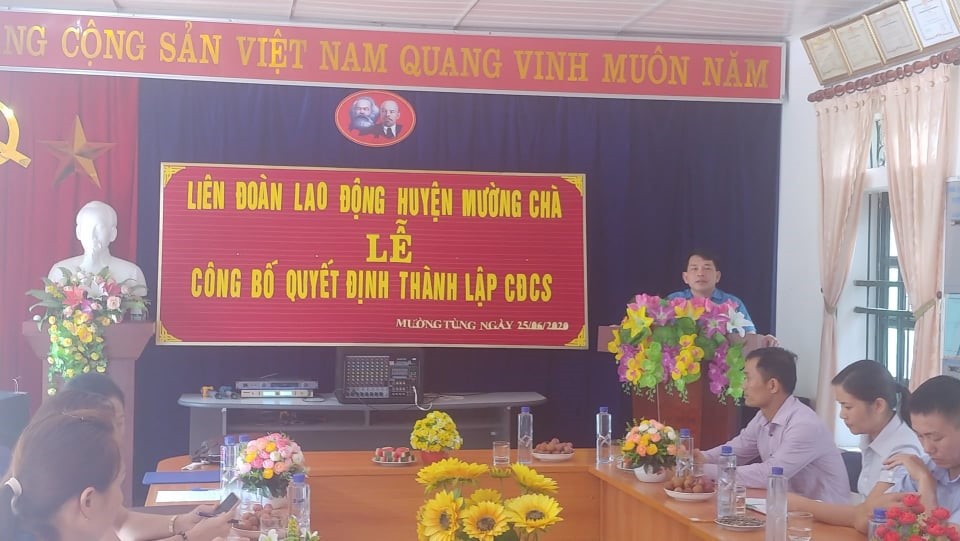 NG CỘNG SẢN VIỆT NAM QUANG VINH MUÔN NĂM
LIÊN ĐOÀN LAO ĐỘNG HUYỆN MƯỜNG CHÀ
LỄ
CÔNG BỐ QUYẾT ĐỊNH THÀNH LẬP CĐCS
MƯỜNG TÙNG NGÀY 25/06/2020